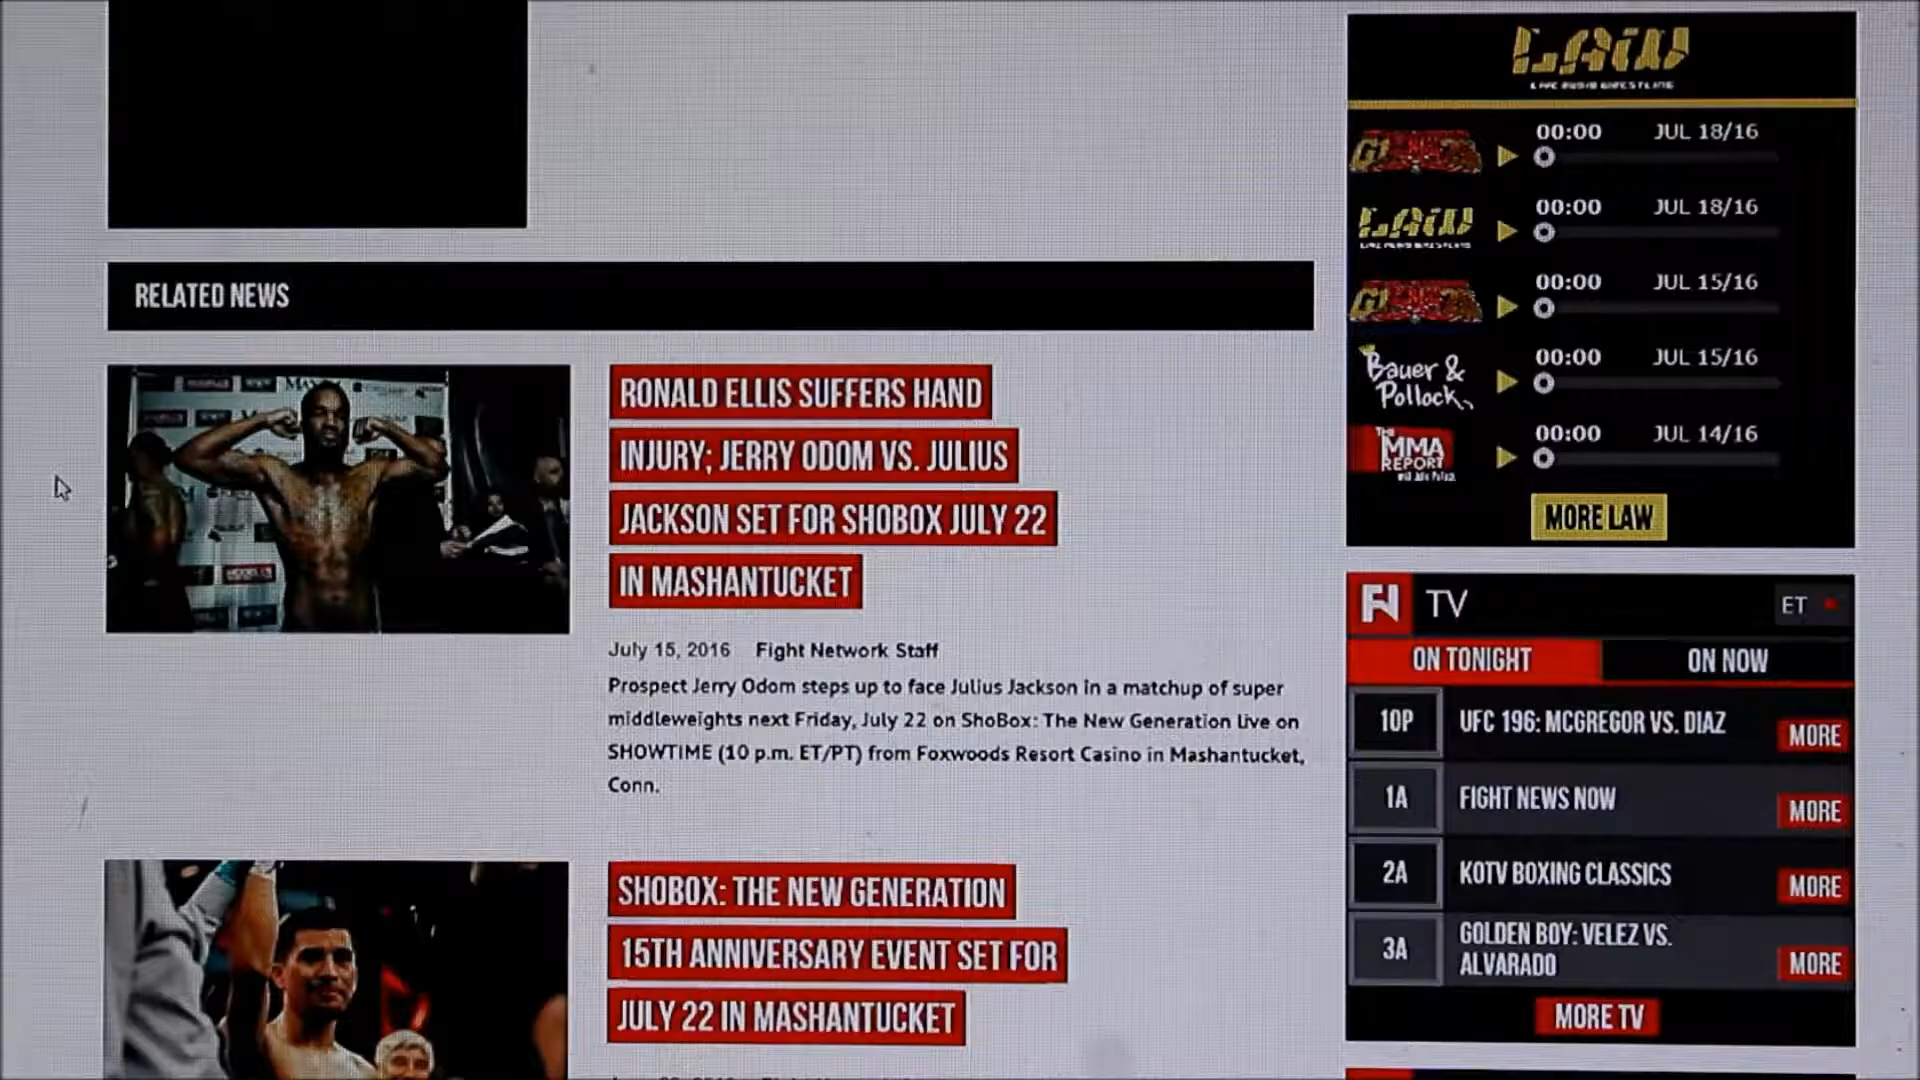 RELATED NEWS
RONALD ELLIS SUFFERS HAND
INJURY; JERRY ODOM VS. JULIUS
JACKSON SET FOR SHOBOX JULY 22
IN MASHANTUCKET
July 15, 2016 Fight Network Staff
Prospect Jerry Odom steps up to face Julius Jackson in a matchup of super
middleweights next Friday, July 22 on ShoBox: The New Generation live on
SHOWTIME (10 p.m. ET/PT) from Foxwoods Resort Casino in Mashantucket,
Conn.
SHOBOX: THE NEW GENERATION
15TH ANNIVERSARY EVENT SET FOR
JULY 22 IN MASHANTUCKET
LAW
LIVE AUDIO WRESTLING
00:00 JUL 18/16
LAW
00:00 JUL 18/16
00:00 JUL 15/16
Bauer &
Pollock
00:00 JUL 15/16
THE
MMA
REPORT
00:00 JUL 14/16
MORE LAW
FN TV ET
ON TONIGHT ON NOW
10P UFC 196: MCGREGOR VS. DIAZ MORE
1A FIGHT NEWS NOW MORE
2A KOTV BOXING CLASSICS MORE
3A GOLDEN BOY: VELEZ VS.
ALVARADO MORE
MORE TV